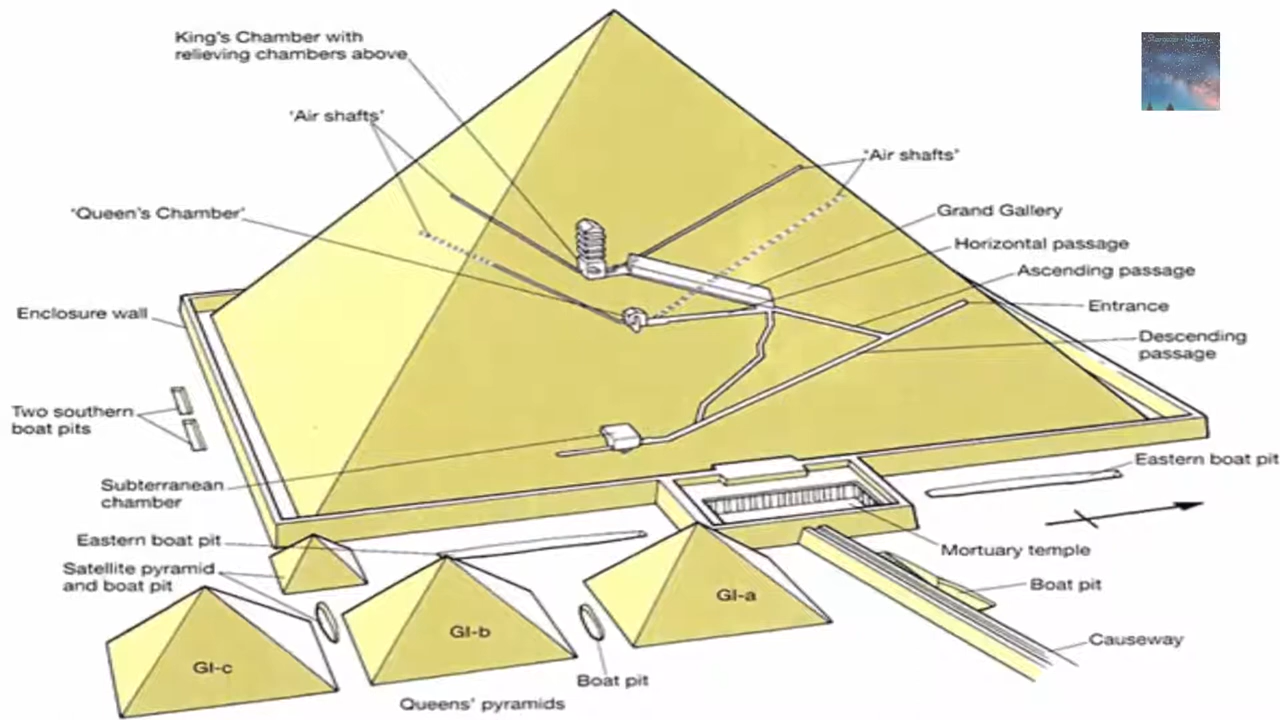 King's Chamber with
relieving chambers above
'Air shafts'
'Air shafts'
'Queen's Chamber'
Grand Gallery
Horizontal passage
Ascending passage
Entrance
Enclosure wall
Descending
passage
Two southern
boat pits
Subterranean
chamber
Eastern boat pit
Eastern boat pit
Mortuary temple
Satellite pyramid
and boat pit
Boat pit
GI-a
GI-b
GI-c
Causeway
Boat pit
Queens' pyramids